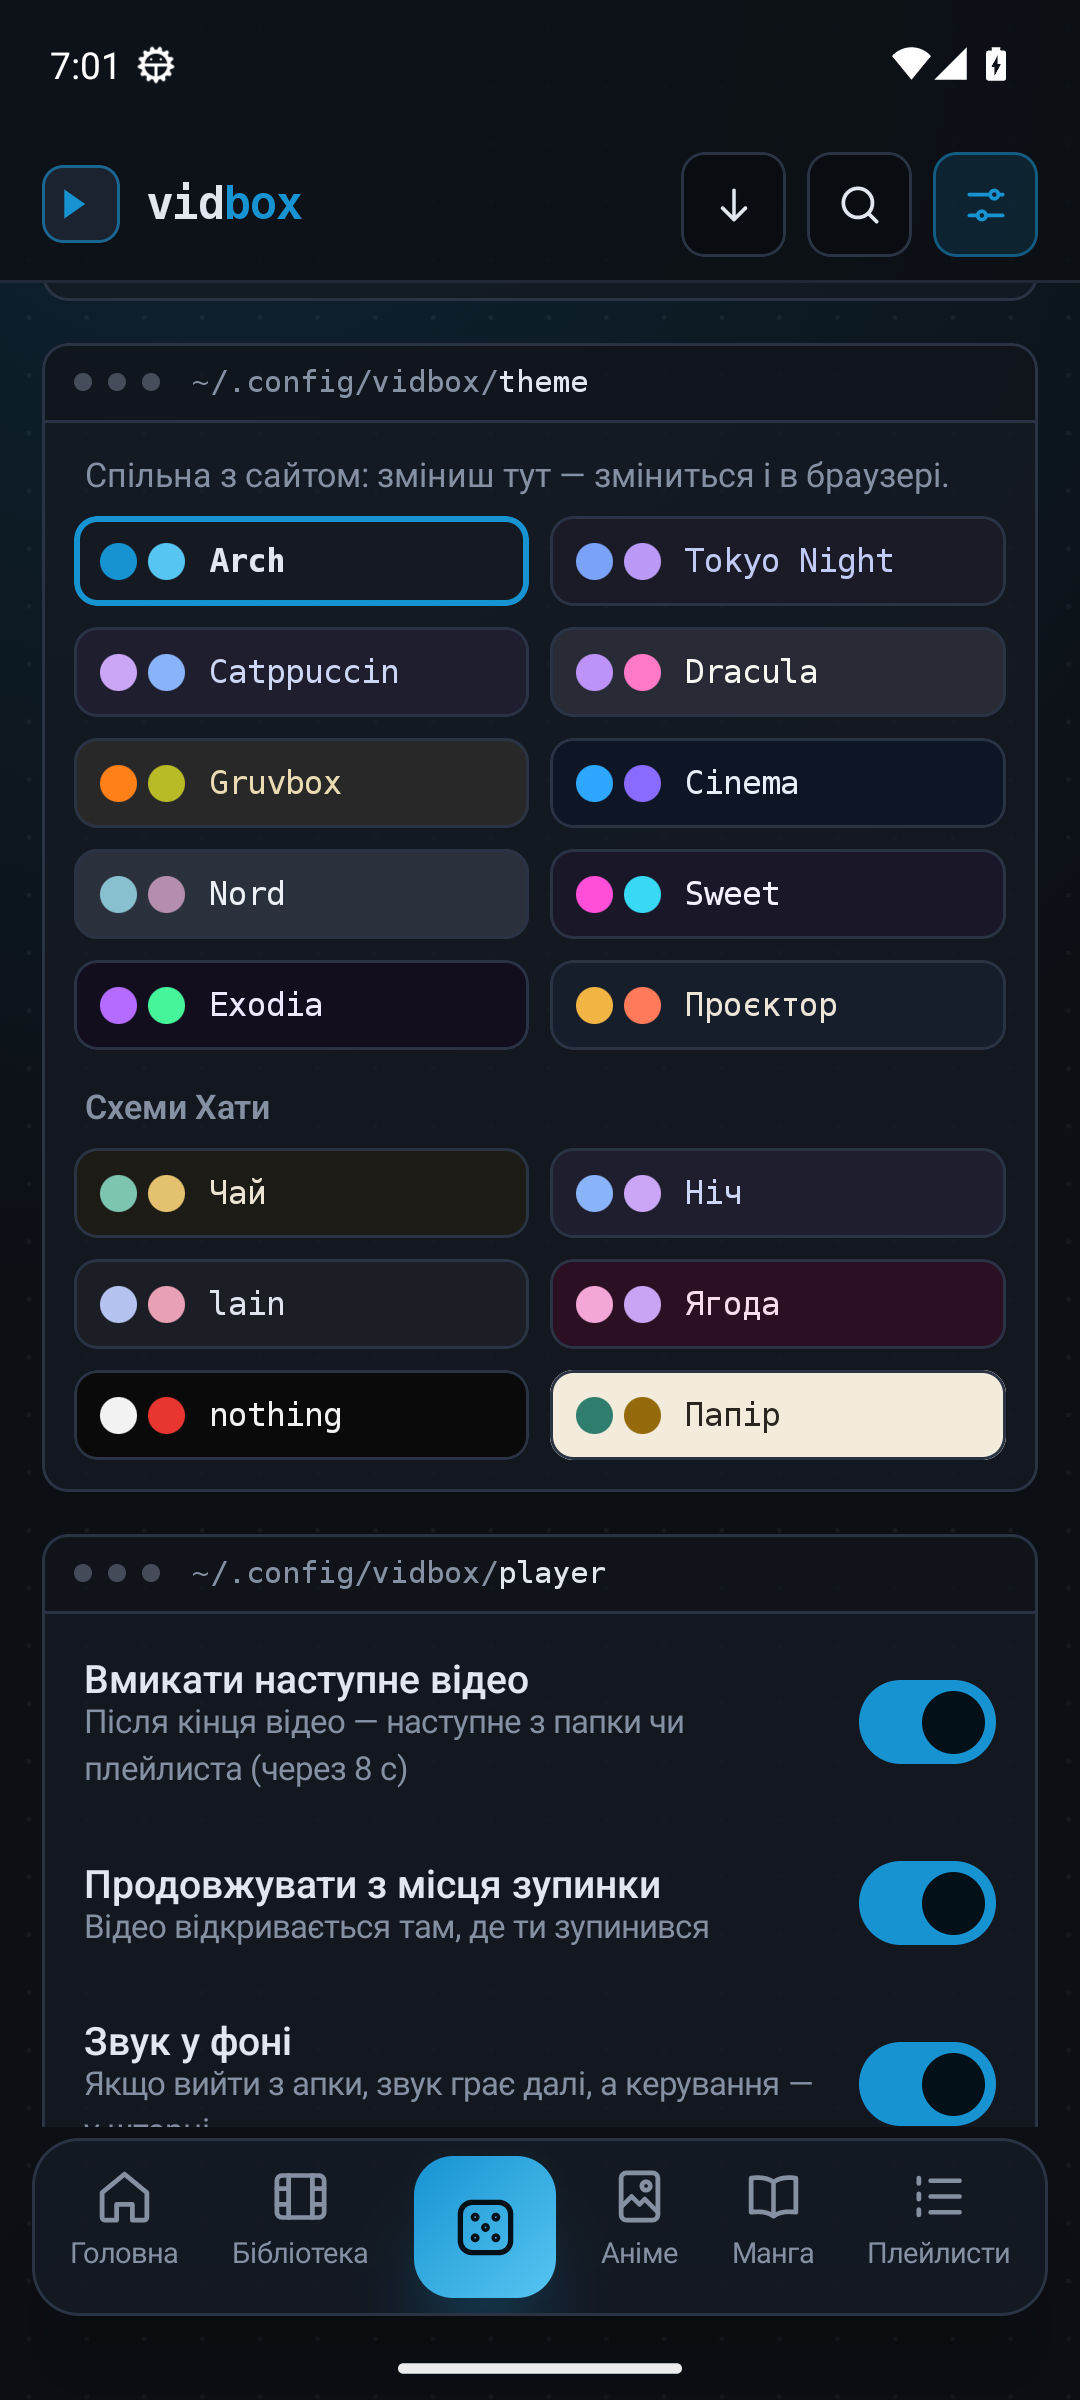 7:01
vidbox
~/.config/vidbox/theme
Спільна з сайтом: зміниш тут — зміниться і в браузері.
Arch
Tokyo Night
Catppuccin
Dracula
Gruvbox
Cinema
Nord
Sweet
Exodia
Проєктор
Схеми Хати
Чай
Ніч
lain
Ягода
nothing
Папір
~/.config/vidbox/player
Вмикати наступне відео
Після кінця відео — наступне з папки чи
плейлиста (через 8 с)
Продовжувати з місця зупинки
Відео відкривається там, де ти зупинився
Звук у фоні
Якщо вийти з апки, звук грає далі, а керування —
Головна
Бібліотека
Аніме
Манга
Плейлисти